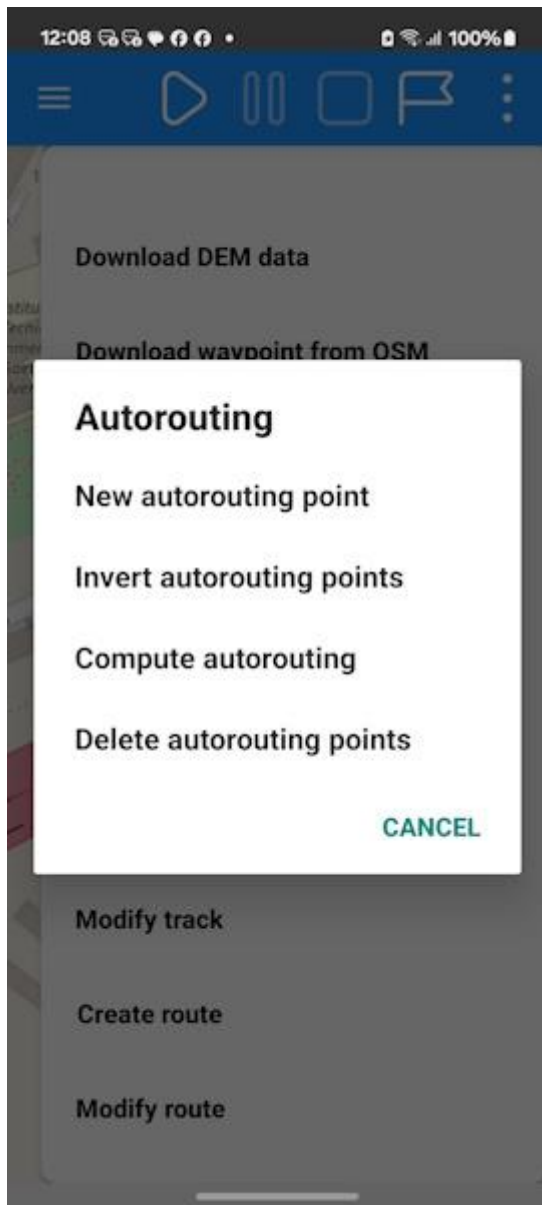 12:08
100%
Download DEM data
Download waypoint from OSM
Autorouting
New autorouting point
Invert autorouting points
Compute autorouting
Delete autorouting points
CANCEL
Modify track
Create route
Modify route